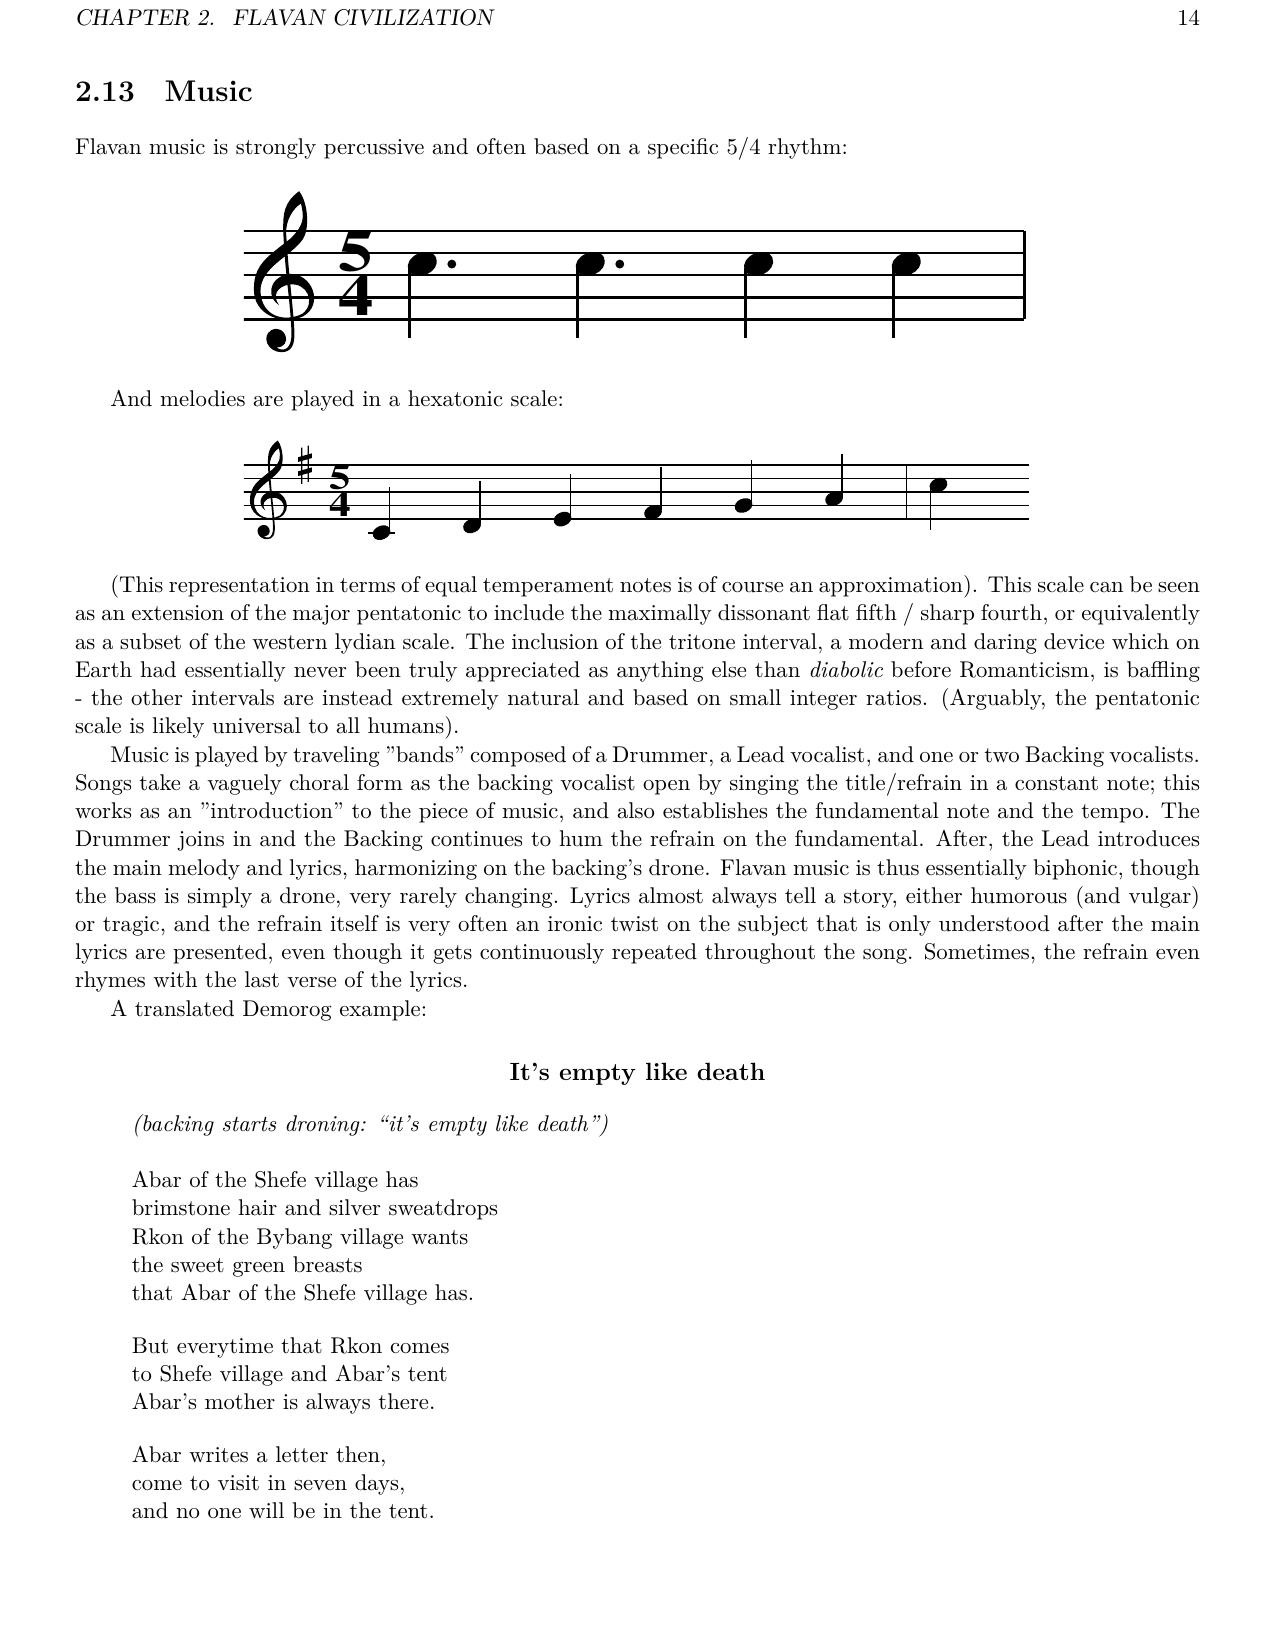 CHAPTER 2. FLAVAN CIVILIZATION 14
2.13 Music
Flavan music is strongly percussive and often based on a specific 5/4 rhythm:
5
4
And melodies are played in a hexatonic scale:
5
4
(This representation in terms of equal temperament notes is of course an approximation). This scale can be seen
as an extension of the major pentatonic to include the maximally dissonant flat fifth / sharp fourth, or equivalently
as a subset of the western lydian scale. The inclusion of the tritone interval, a modern and daring device which on
Earth had essentially never been truly appreciated as anything else than diabolic before Romanticism, is baffling
- the other intervals are instead extremely natural and based on small integer ratios. (Arguably, the pentatonic
scale is likely universal to all humans).
Music is played by traveling ”bands” composed of a Drummer, a Lead vocalist, and one or two Backing vocalists.
Songs take a vaguely choral form as the backing vocalist open by singing the title/refrain in a constant note; this
works as an ”introduction” to the piece of music, and also establishes the fundamental note and the tempo. The
Drummer joins in and the Backing continues to hum the refrain on the fundamental. After, the Lead introduces
the main melody and lyrics, harmonizing on the backing’s drone. Flavan music is thus essentially biphonic, though
the bass is simply a drone, very rarely changing. Lyrics almost always tell a story, either humorous (and vulgar)
or tragic, and the refrain itself is very often an ironic twist on the subject that is only understood after the main
lyrics are presented, even though it gets continuously repeated throughout the song. Sometimes, the refrain even
rhymes with the last verse of the lyrics.
A translated Demorog example:
It’s empty like death
(backing starts droning: “it’s empty like death”)
Abar of the Shefe village has
brimstone hair and silver sweatdrops
Rkon of the Bybang village wants
the sweet green breasts
that Abar of the Shefe village has.
But everytime that Rkon comes
to Shefe village and Abar’s tent
Abar’s mother is always there.
Abar writes a letter then,
come to visit in seven days,
and no one will be in the tent.